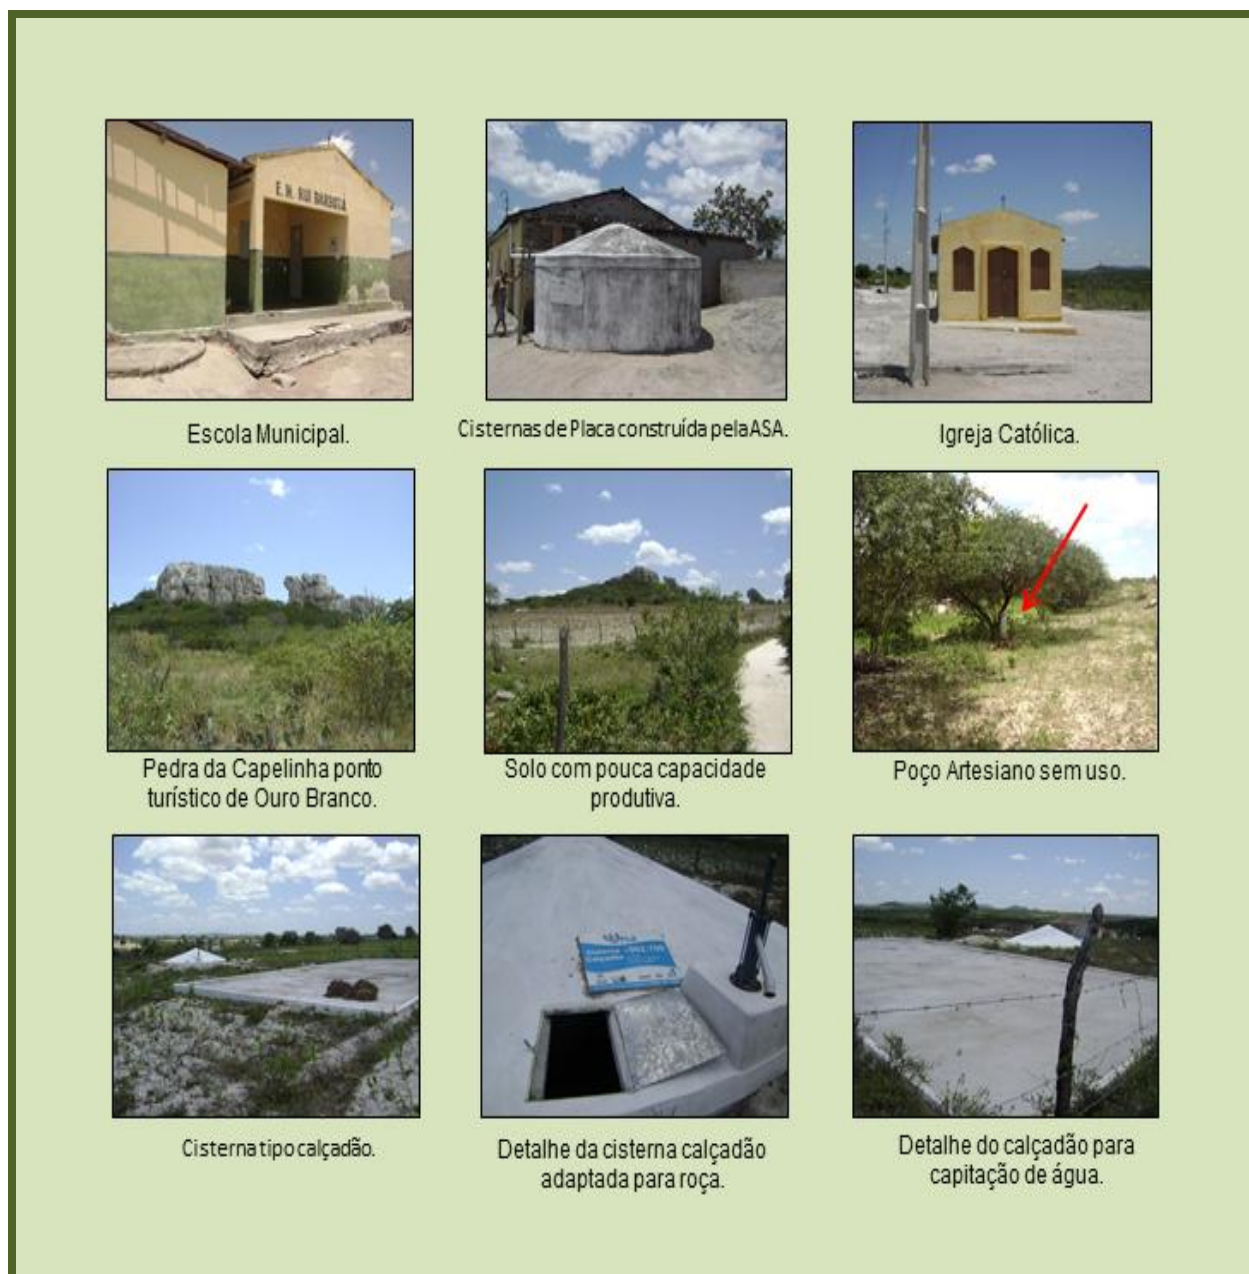 E. M. RUI BARBOSA
Escola Municipal.
Cisternas de Placa construída pela ASA.
Igreja Católica.
Pedra da Capelinha ponto
turístico de Ouro Branco.
Solo com pouca capacidade
produtiva.
Poço Artesiano sem uso.
Cisterna
Calçadão
Cisterna tipo calçadão.
Detalhe da cisterna calçadão
adaptada para roça.
Detalhe do calçadão para
capitação de água.